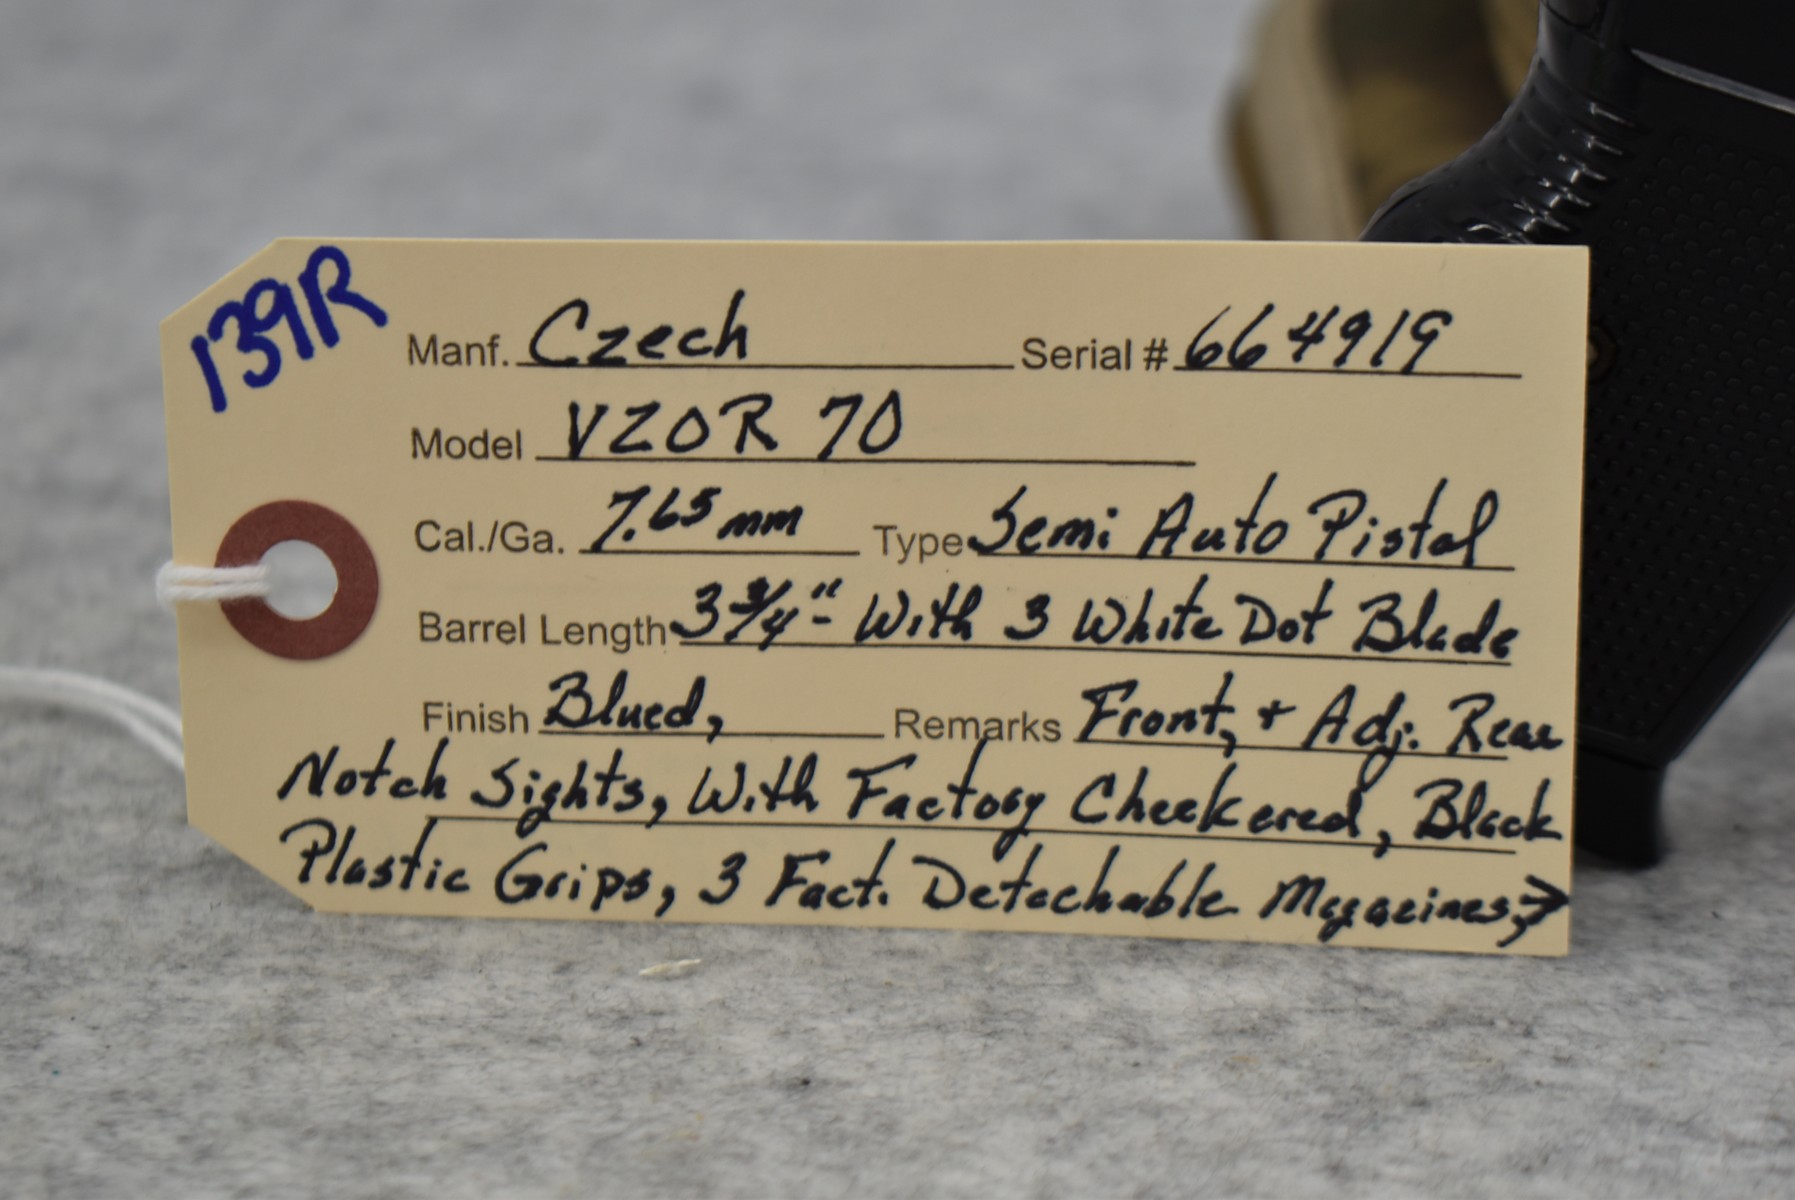 139R
Manf. Czech Serial # 664919
Model VZOR 70
Cal./Ga. 7.65 mm Type Semi Auto Pistol
Barrel Length 3 3/4" With 3 White Dot Blade
Finish Blued, Remarks Front, + Adj. Rear
Notch Sights, With Factory Checkered, Black
Plastic Grips, 3 Fact. Detachable Magazines, →